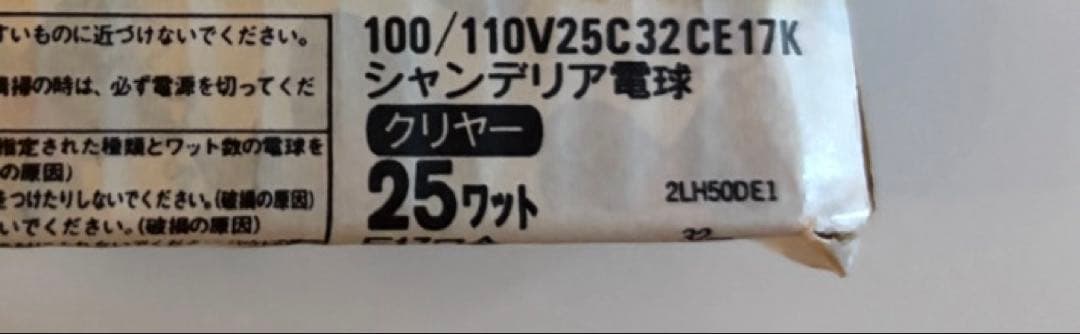 すいものに近づけないでください。
掃の時は、必ず電源を切ってくだ
指定された種類とワット数の電球を
の原因)
をつけたりしないでください。(破損の原因)
いでください。(破損の原因)
100/110V25C32CE17K
シャンデリア電球
クリヤー
25ワット
2LH50DE1
32